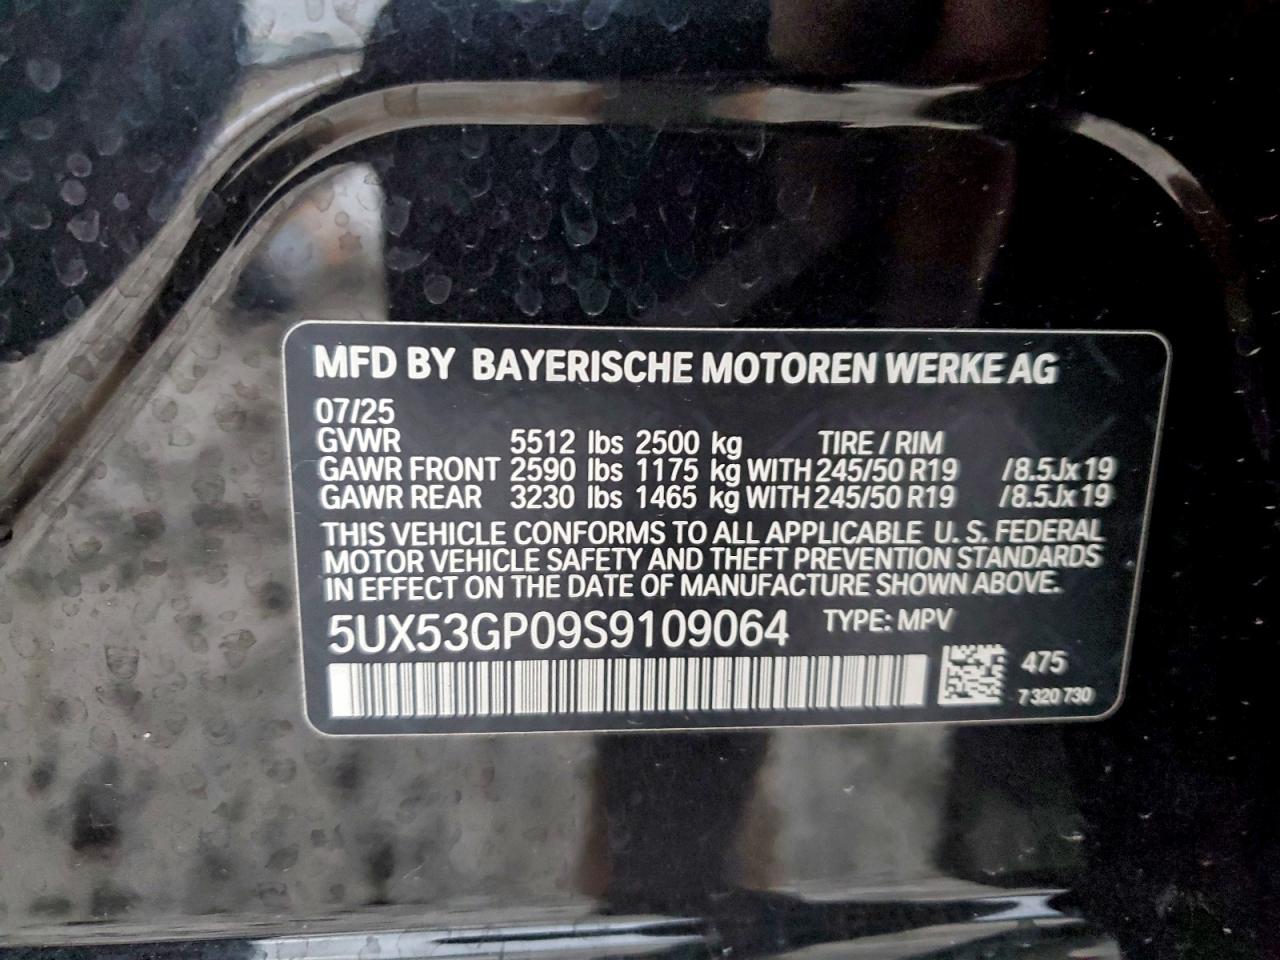 MFD BY BAYERISCHE MOTOREN WERKE AG
07/25
GVWR 5512 lbs 2500 kg TIRE / RIM
GAWR FRONT 2590 lbs 1175 kg WITH 245/50 R19 /8.5Jx19
GAWR REAR 3230 lbs 1465 kg WITH 245/50 R19 /8.5Jx19
THIS VEHICLE CONFORMS TO ALL APPLICABLE U. S. FEDERAL
MOTOR VEHICLE SAFETY AND THEFT PREVENTION STANDARDS
IN EFFECT ON THE DATE OF MANUFACTURE SHOWN ABOVE.
5UX53GP09S9109064 TYPE: MPV
475
7 320 730